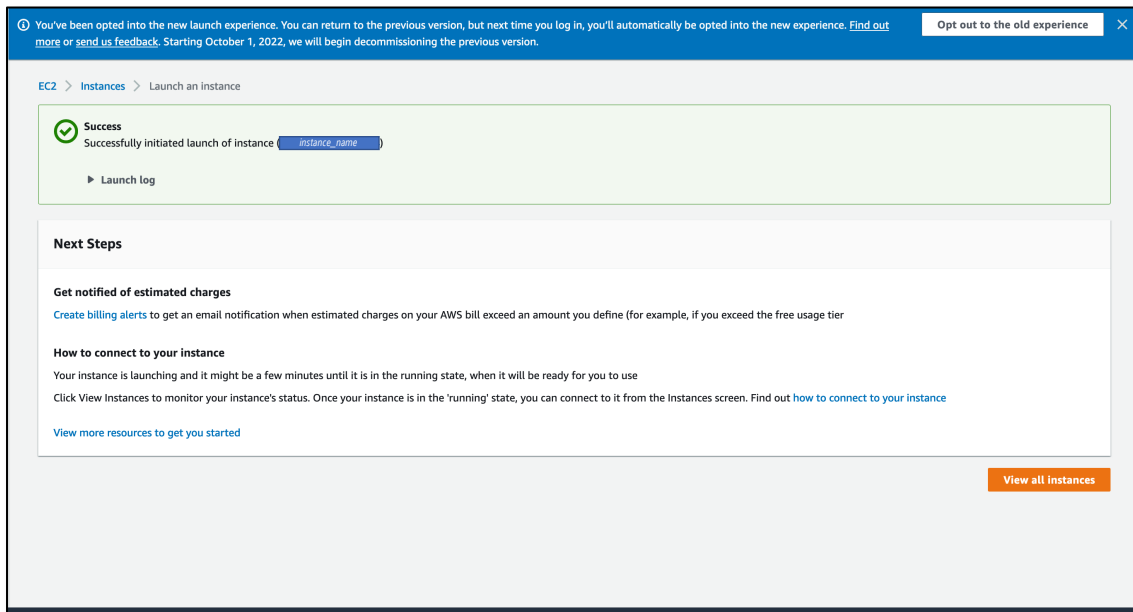 You've been opted into the new launch experience. You can return to the previous version, but next time you log in, you'll automatically be opted into the new experience. Find out
more or send us feedback. Starting October 1, 2022, we will begin decommissioning the previous version.
Opt out to the old experience
EC2 > Instances > Launch an instance
Success
Successfully initiated launch of instance (instance_name)
Launch log
Next Steps
Get notified of estimated charges
Create billing alerts to get an email notification when estimated charges on your AWS bill exceed an amount you define (for example, if you exceed the free usage tier
How to connect to your instance
Your instance is launching and it might be a few minutes until it is in the running state, when it will be ready for you to use
Click View Instances to monitor your instance's status. Once your instance is in the 'running' state, you can connect to it from the Instances screen. Find out how to connect to your instance
View more resources to get you started
View all instances